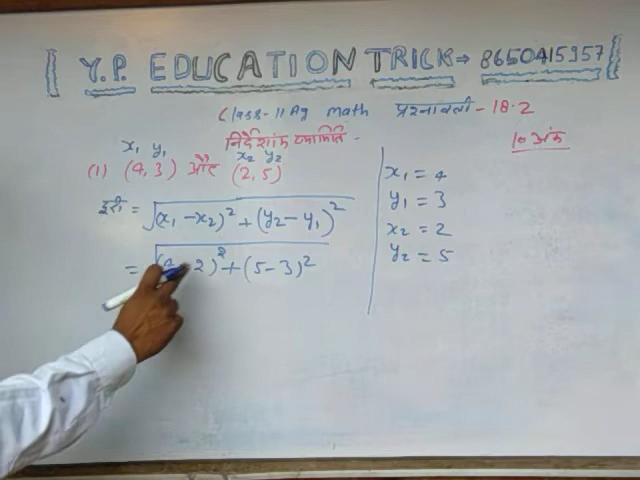 Y.P. EDUCATION TRICK → 8650415957
Class-11 Ag Math प्रश्नावली - 18.2
निर्देशांक ज्यामिति -
10 अंक
x₁ y₁ x₂ y₂
(1) (4, 3) और (2, 5)
दूरी = √(x₁ - x₂)² + (y₂ - y₁)²
= √(4 - 2)² + (5 - 3)²
x₁ = 4
y₁ = 3
x₂ = 2
y₂ = 5